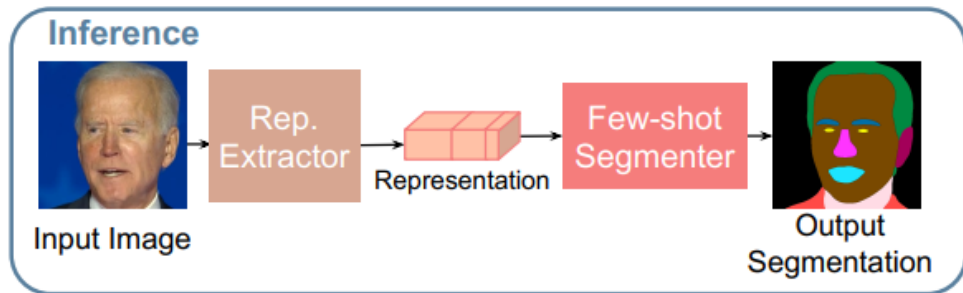 Inference
Rep.
Extractor
Representation
Few-shot
Segmenter
Input Image
Output
Segmentation